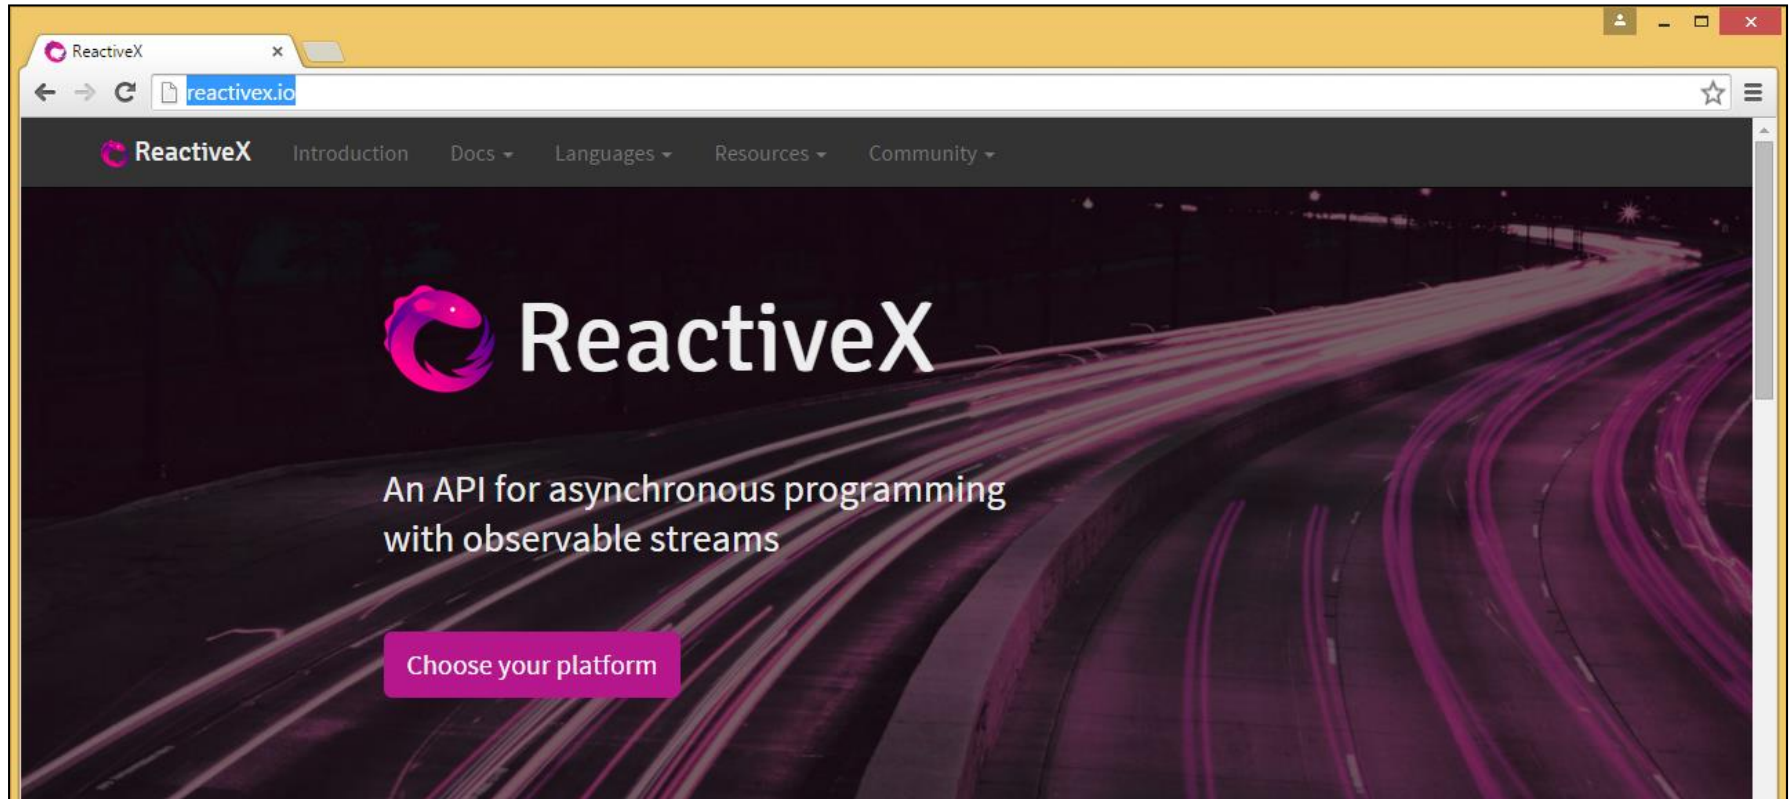 ReactiveX
reactivex.io
ReactiveX Introduction Docs Languages Resources Community
ReactiveX
An API for asynchronous programming
with observable streams
Choose your platform